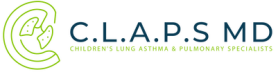 C.L.A.P.S MD
CHILDREN'S LUNG ASTHMA & PULMONARY SPECIALISTS